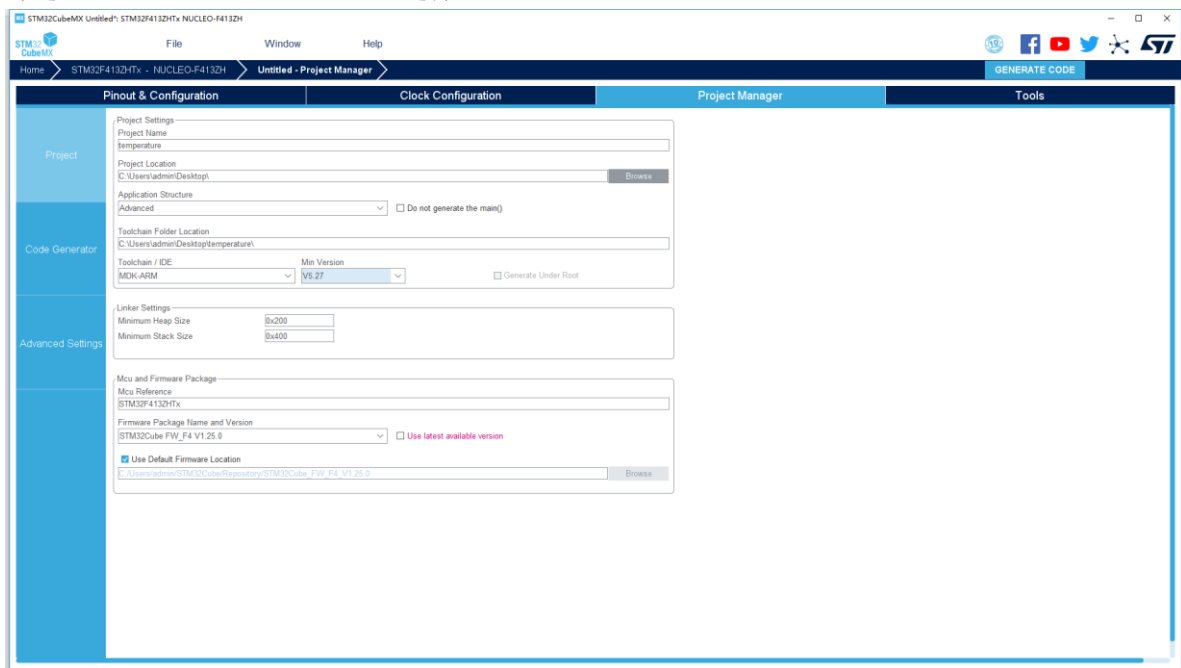 STM32CubeMX Untitled*: STM32F413ZHTx NUCLEO-F413ZH
STM32 CubeMX
File Window Help
Home STM32F413ZHTx - NUCLEO-F413ZH Untitled - Project Manager GENERATE CODE
Pinout & Configuration Clock Configuration Project Manager Tools
Project
Code Generator
Advanced Settings
Project Settings
Project Name
temperature
Project Location
C:\Users\admin\Desktop\ Browse
Application Structure
Advanced Do not generate the main()
Toolchain Folder Location
C:\Users\admin\Desktop\temperature\
Toolchain / IDE Min Version
MDK-ARM V5.27 Generate Under Root
Linker Settings
Minimum Heap Size 0x200
Minimum Stack Size 0x400
Mcu and Firmware Package
Mcu Reference
STM32F413ZHTx
Firmware Package Name and Version
STM32Cube FW_F4 V1.25.0 Use latest available version
Use Default Firmware Location
C:/Users/admin/STM32Cube/Repository/STM32Cube_FW_F4_V1.25.0 Browse